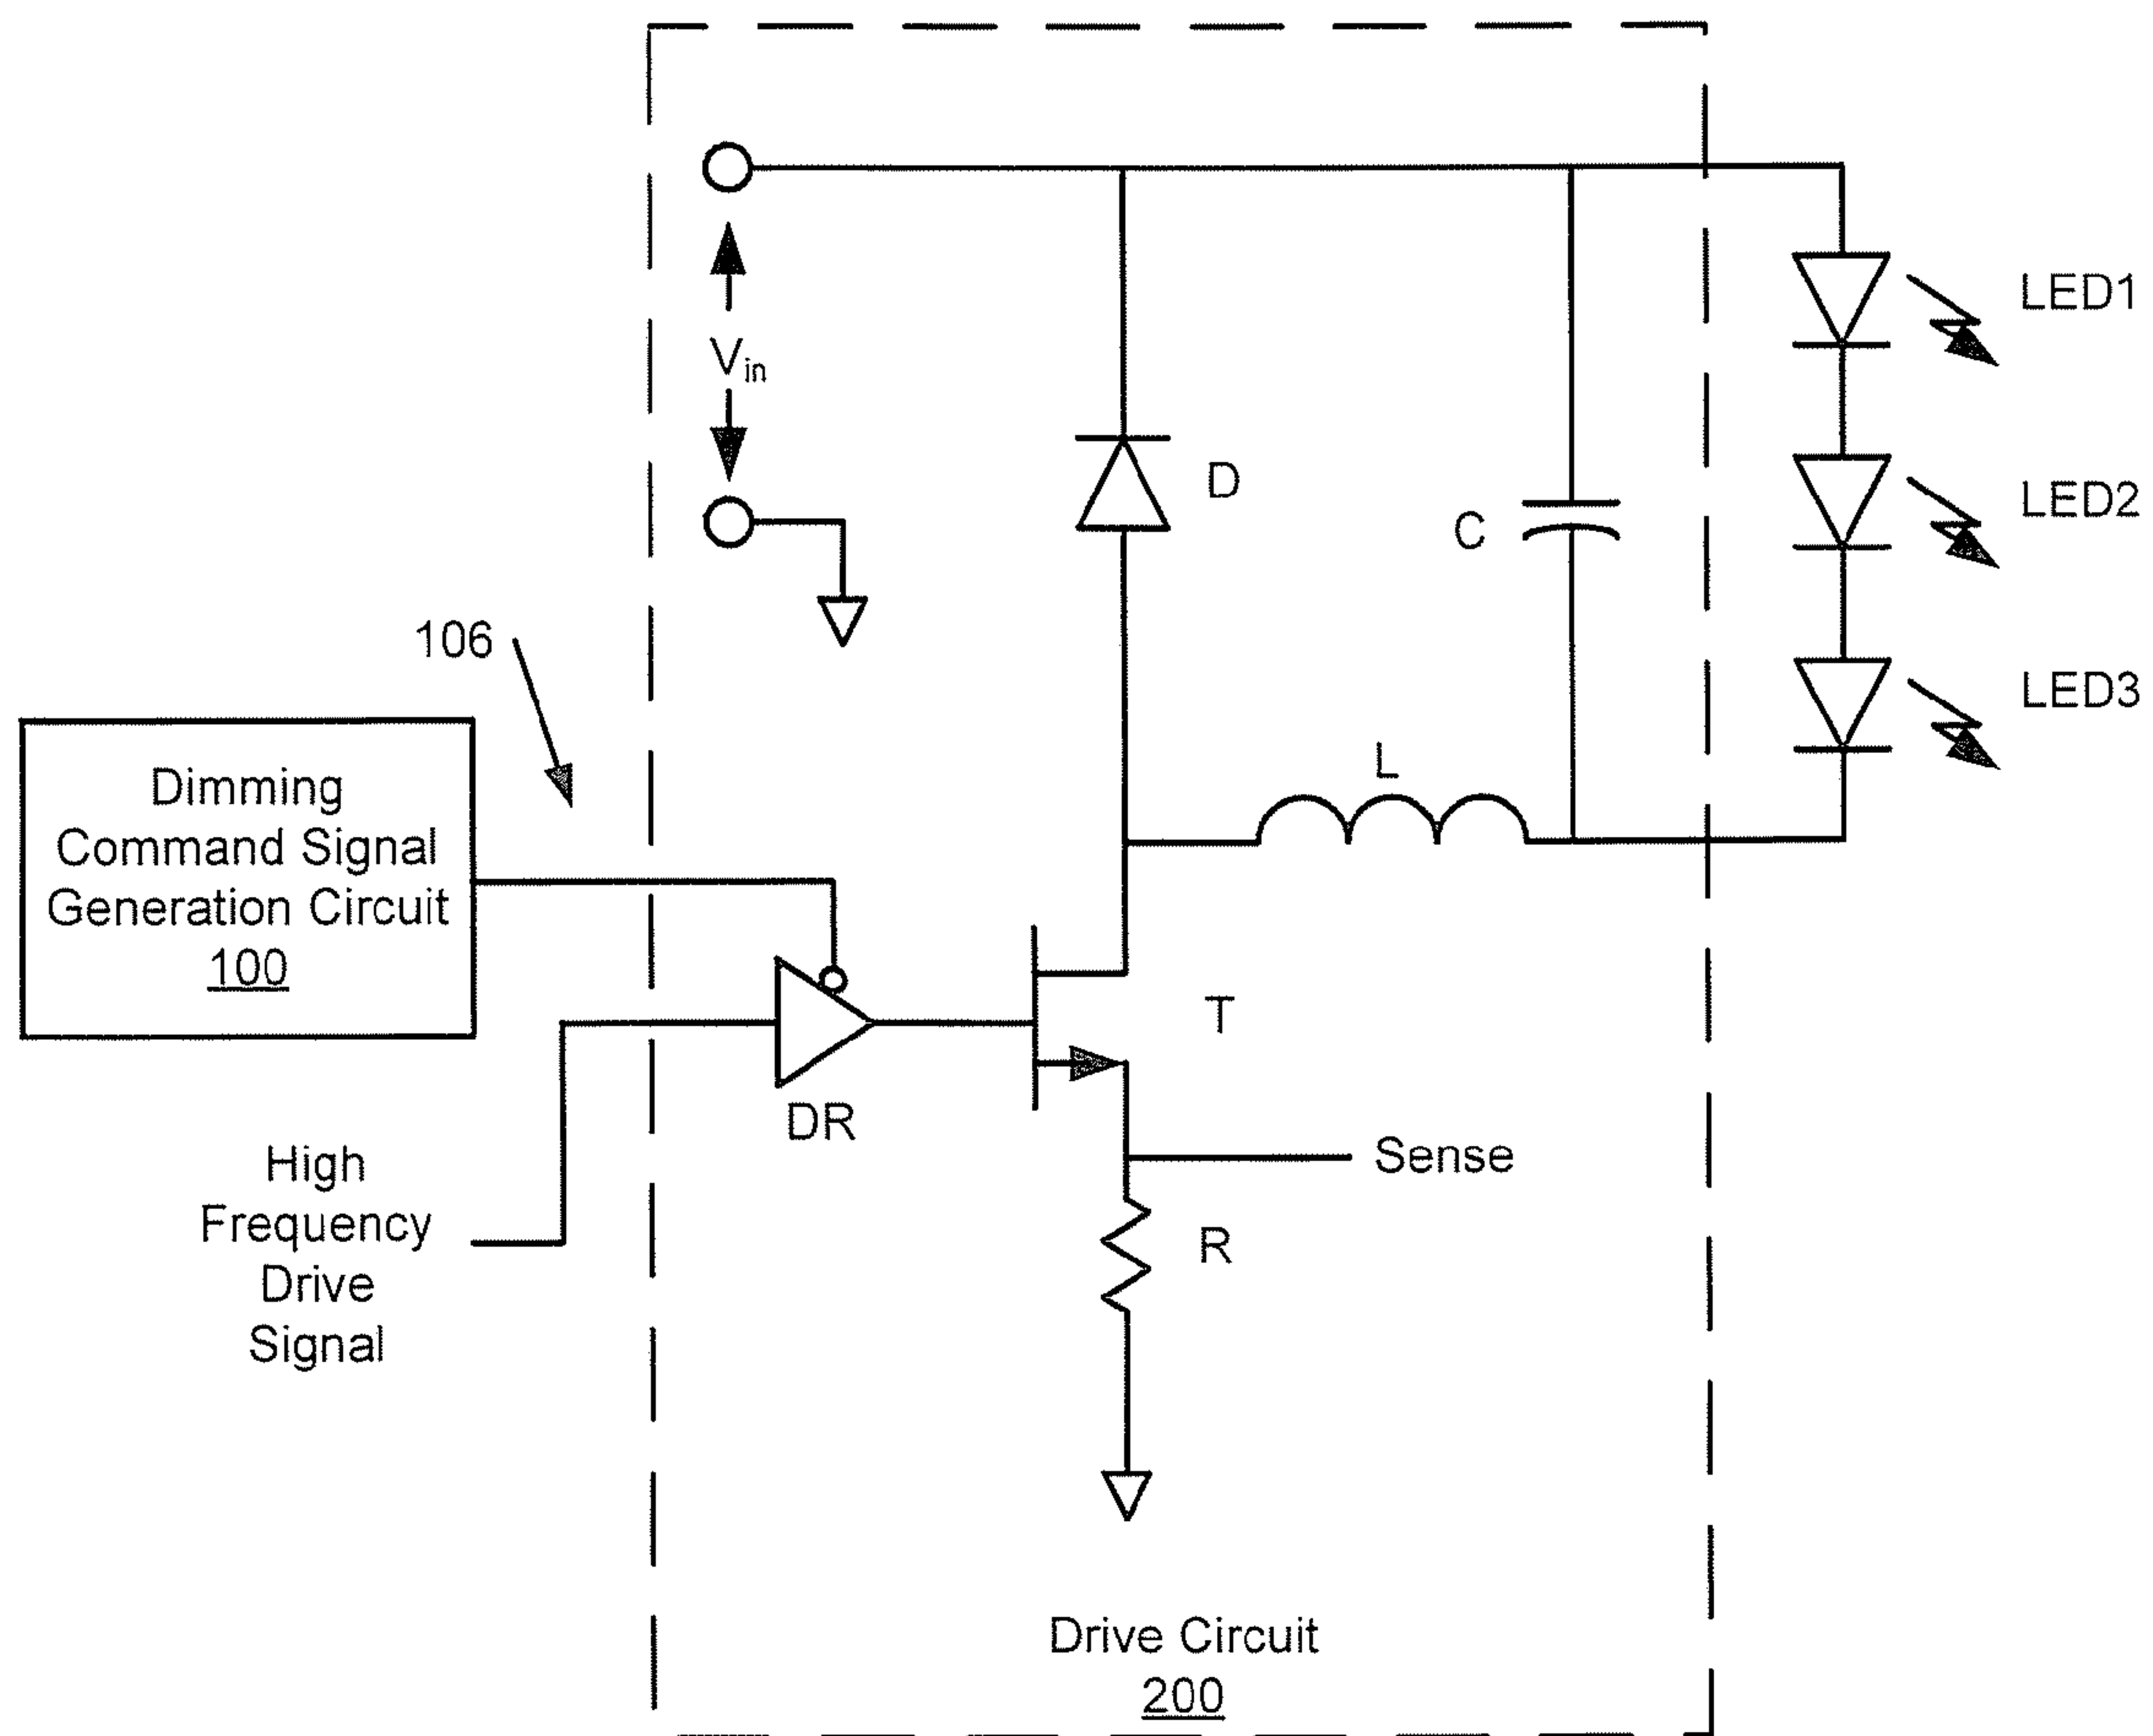 V_in
D
C
LED1
LED2
LED3
106
L
Dimming
Command Signal
Generation Circuit
100
T
DR
High
Frequency
Drive
Signal
Sense
R
Drive Circuit
200